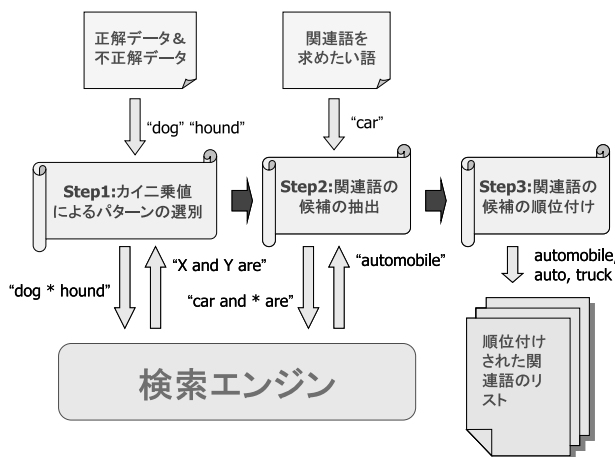 正解データ&
不正解データ
関連語を
求めたい語
“dog” “hound”
“car”
Step1:カイ二乗値
によるパターンの選別
Step2:関連語の
候補の抽出
Step3:関連語の
候補の順位付け
“dog * hound”
“X and Y are”
“car and * are”
“automobile”
automobile,
auto, truck
検索エンジン
順位付け
された関
連語のリ
スト